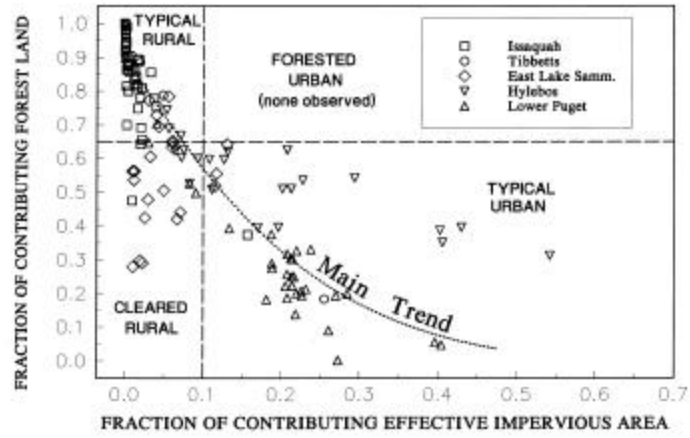 TYPICAL
RURAL
FORESTED
URBAN
(none observed)
Issaquah
Tibbetts
East Lake Samm.
Hylebos
Lower Puget
TYPICAL
URBAN
Main Trend
CLEARED
RURAL
FRACTION OF CONTRIBUTING FOREST LAND
1.0
0.9
0.8
0.7
0.6
0.5
0.4
0.3
0.2
0.1
0.0
0.0 0.1 0.2 0.3 0.4 0.5 0.6 0.7
FRACTION OF CONTRIBUTING EFFECTIVE IMPERVIOUS AREA